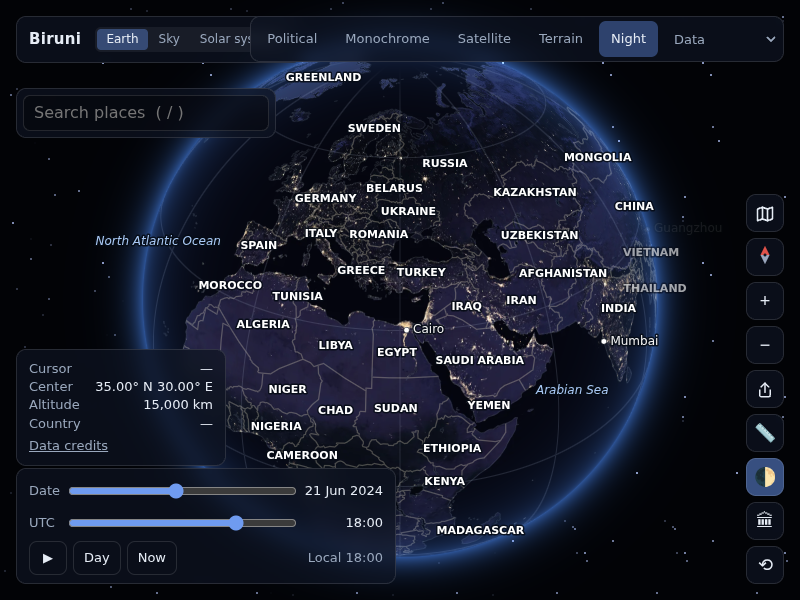 Biruni Earth Sky Solar sys Political Monochrome Satellite Terrain Night Data
GREENLAND
Search places ( / )
SWEDEN
RUSSIA
MONGOLIA
GERMANY
BELARUS
KAZAKHSTAN
UKRAINE
CHINA
Guangzhou
ITALY
ROMANIA
UZBEKISTAN
North Atlantic Ocean
SPAIN
VIETNAM
GREECE
TURKEY
AFGHANISTAN
MOROCCO
TUNISIA
THAILAND
IRAQ
IRAN
INDIA
ALGERIA
Cairo
LIBYA
EGYPT
Mumbai
SAUDI ARABIA
Cursor —
Center 35.00° N 30.00° E
Altitude 15,000 km
Country —
Data credits
NIGER
Arabian Sea
CHAD
SUDAN
YEMEN
NIGERIA
CAMEROON
ETHIOPIA
KENYA
MADAGASCAR
Date 21 Jun 2024
UTC 18:00
Day Now Local 18:00
+
−